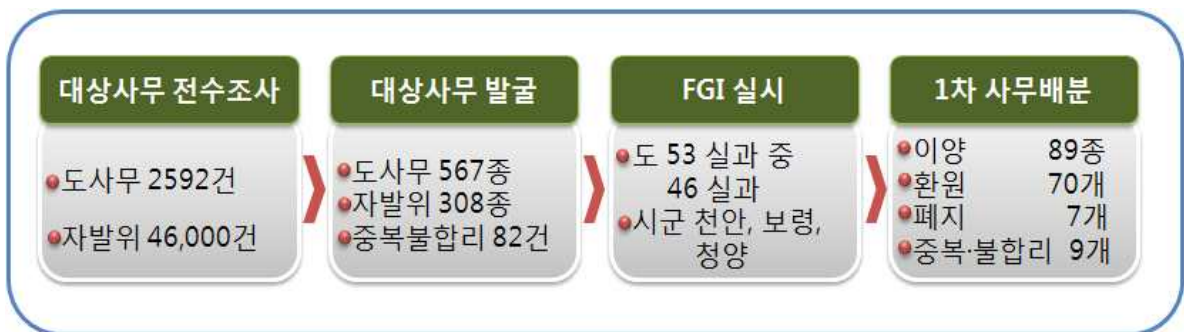 대상사무 전수조사
●도사무 2592건
●자발위 46,000건
대상사무 발굴
●도사무 567종
●자발위 308종
●중복불합리 82건
FGI 실시
●도 53 실과 중
46 실과
●시군 천안, 보령,
청양
1차 사무배분
●이양 89종
●환원 70개
●폐지 7개
●중복·불합리 9개